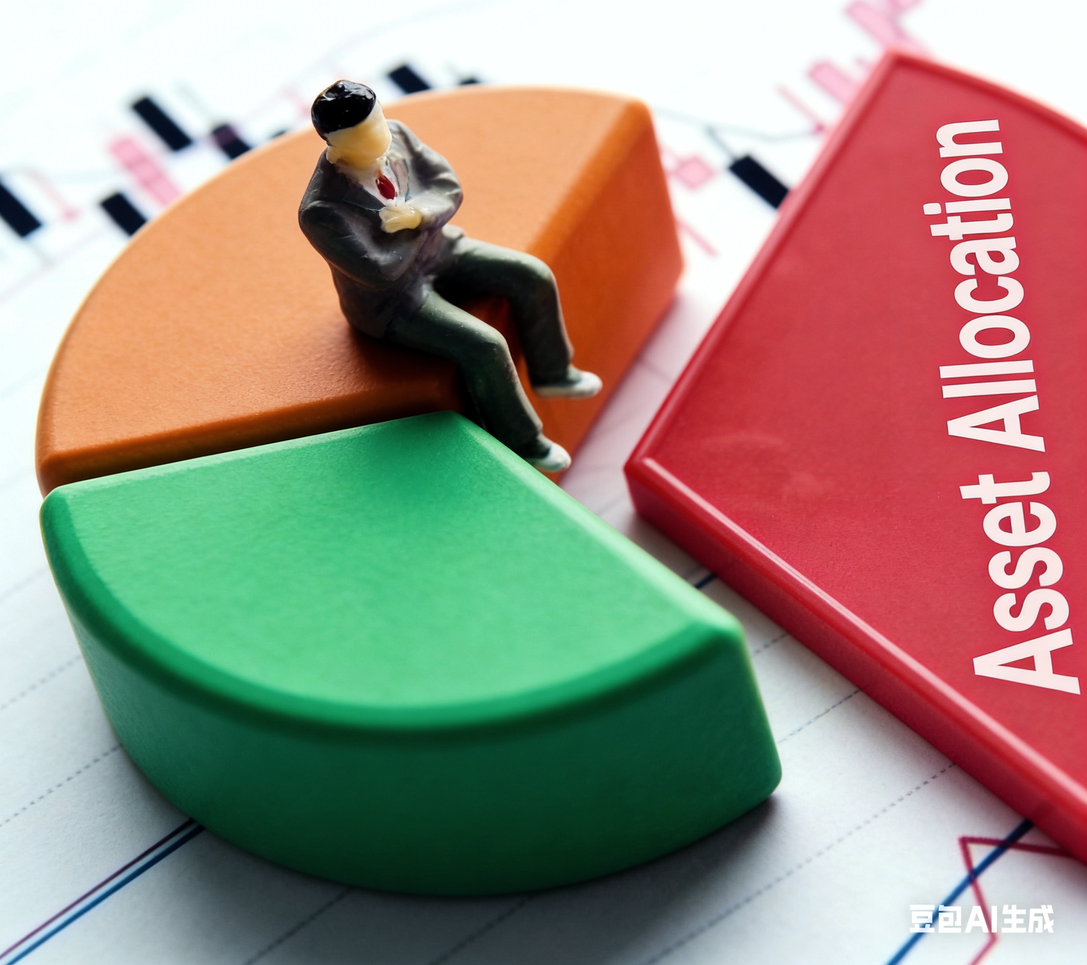 Asset Allocation
豆包AI生成